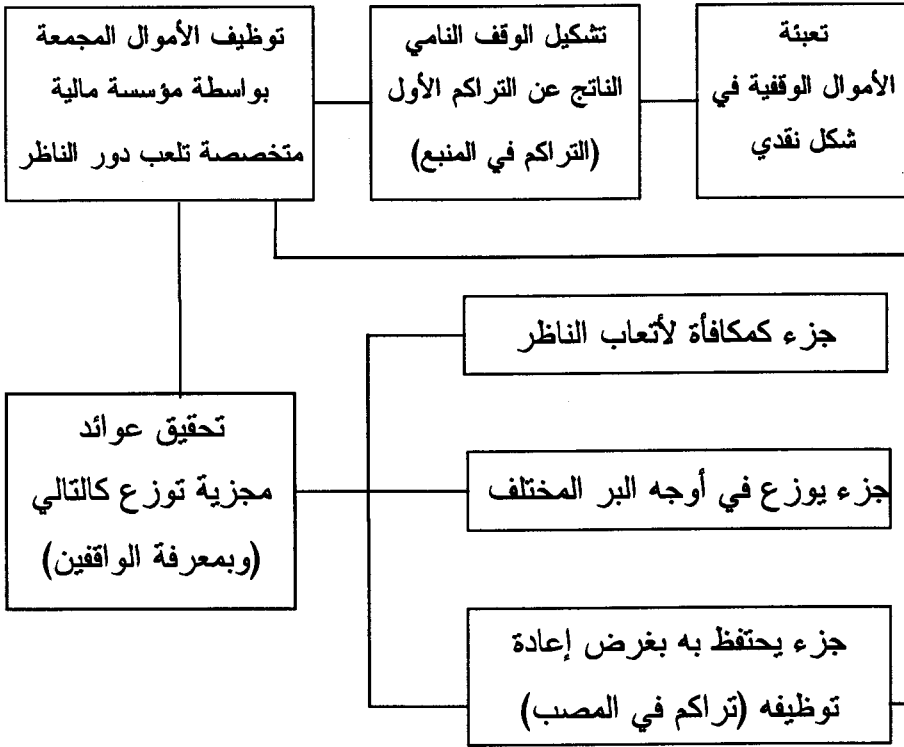 تعبئة
الأموال الوقفية في
شكل نقدي
تشكيل الوقف النامي
الناتج عن التراكم الأول
(التراكم في المنبع)
توظيف الأموال المجمعة
بواسطة مؤسسة مالية
متخصصة تلعب دور الناظر
تحقيق عوائد
مجزية توزع كالتالي
(وبمعرفة الواقفين)
جزء كمكافأة لأتعاب الناظر
جزء يوزع في أوجه البر المختلف
جزء يحتفظ به بغرض إعادة
توظيفه (تراكم في المصب)